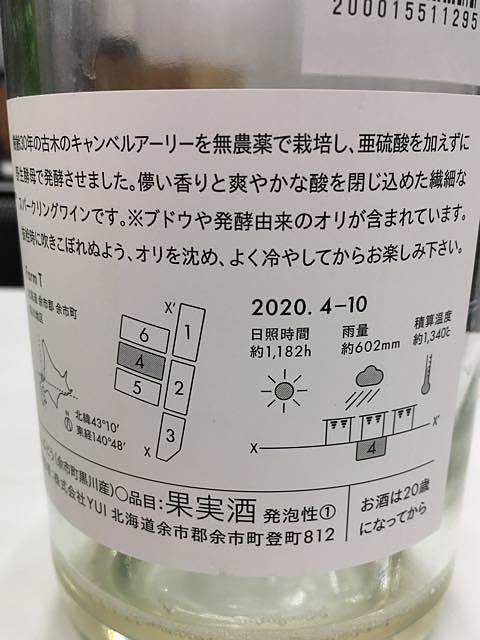 200015511295
30年の古木のキャンベルアーリーを無農薬で栽培し、亜硫酸を加えずに
野生酵母で発酵させました。儚い香りと爽やかな酸を閉じ込めた繊細な
スパークリングワインです。※ブドウや発酵由来のオリが含まれています。
抜栓時に吹きこぼれぬよう、オリを沈め、よく冷やしてからお楽しみ下さい。
Farm T
余市郡 余市町
X'
1
6
4
5
2
3
X
N
北緯43°10′
東経140°48′
2020. 4–10
日照時間
約1,182h
雨量
約602mm
積算温度
約1,340℃
X
X'
4
(余市町黒川産)○品目:果実酒 発泡性①
株式会社YUI 北海道余市郡余市町登町812
お酒は20歳
になってから